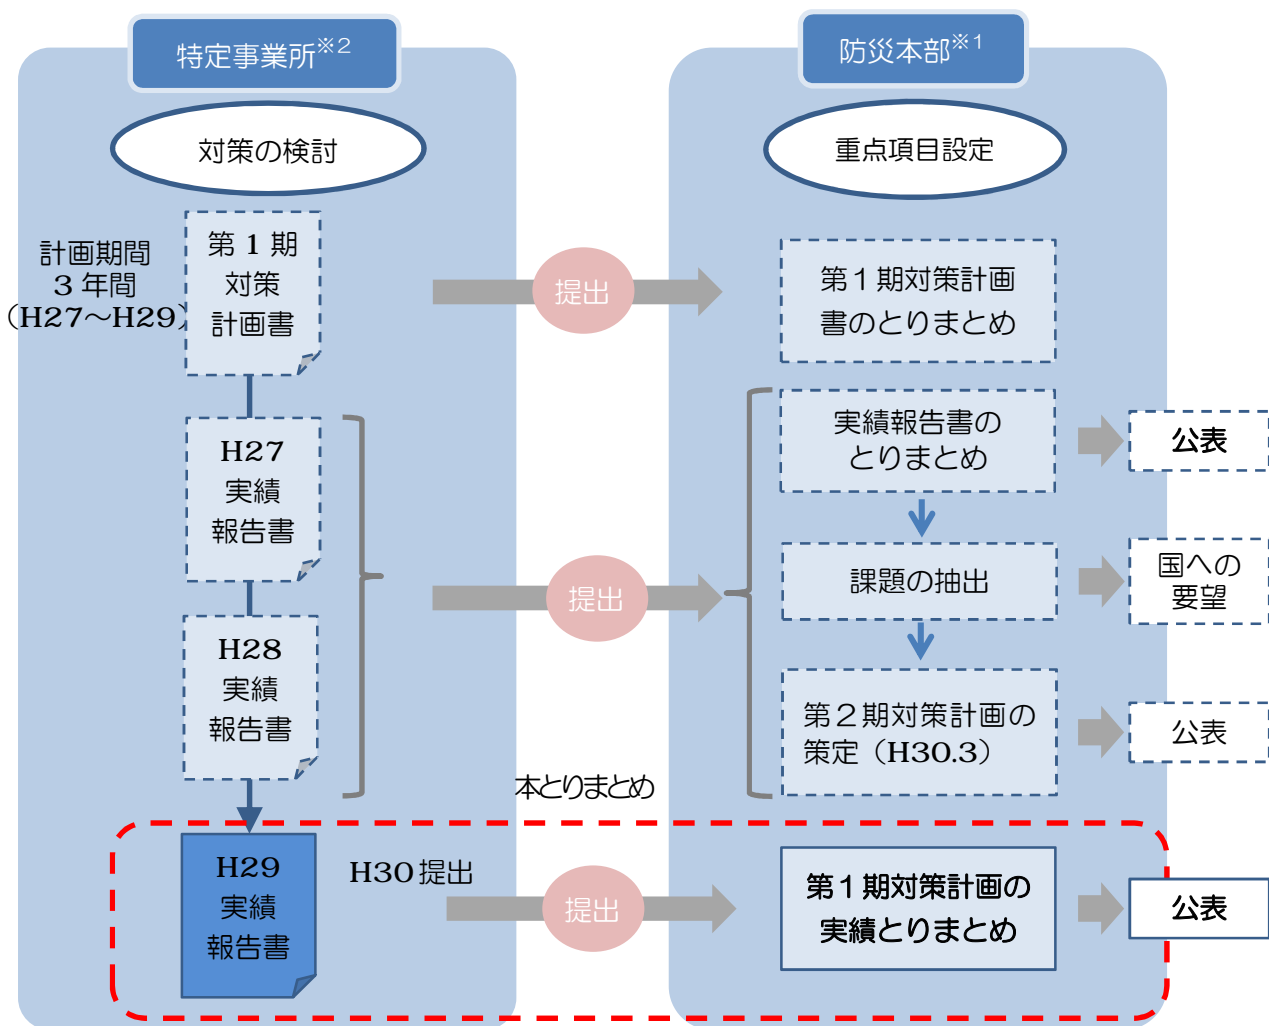 特定事業所※2
防災本部※1
対策の検討
重点項目設定
計画期間
3 年間
(H27～H29)
第 1 期
対策
計画書
提出
第１期対策計画
書のとりまとめ
H27
実績
報告書
H28
実績
報告書
提出
実績報告書の
とりまとめ
公表
課題の抽出
国への
要望
第２期対策計画の
策定（H30.3）
公表
本とりまとめ
H29
実績
報告書
H30 提出
提出
第１期対策計画の
実績とりまとめ
公表